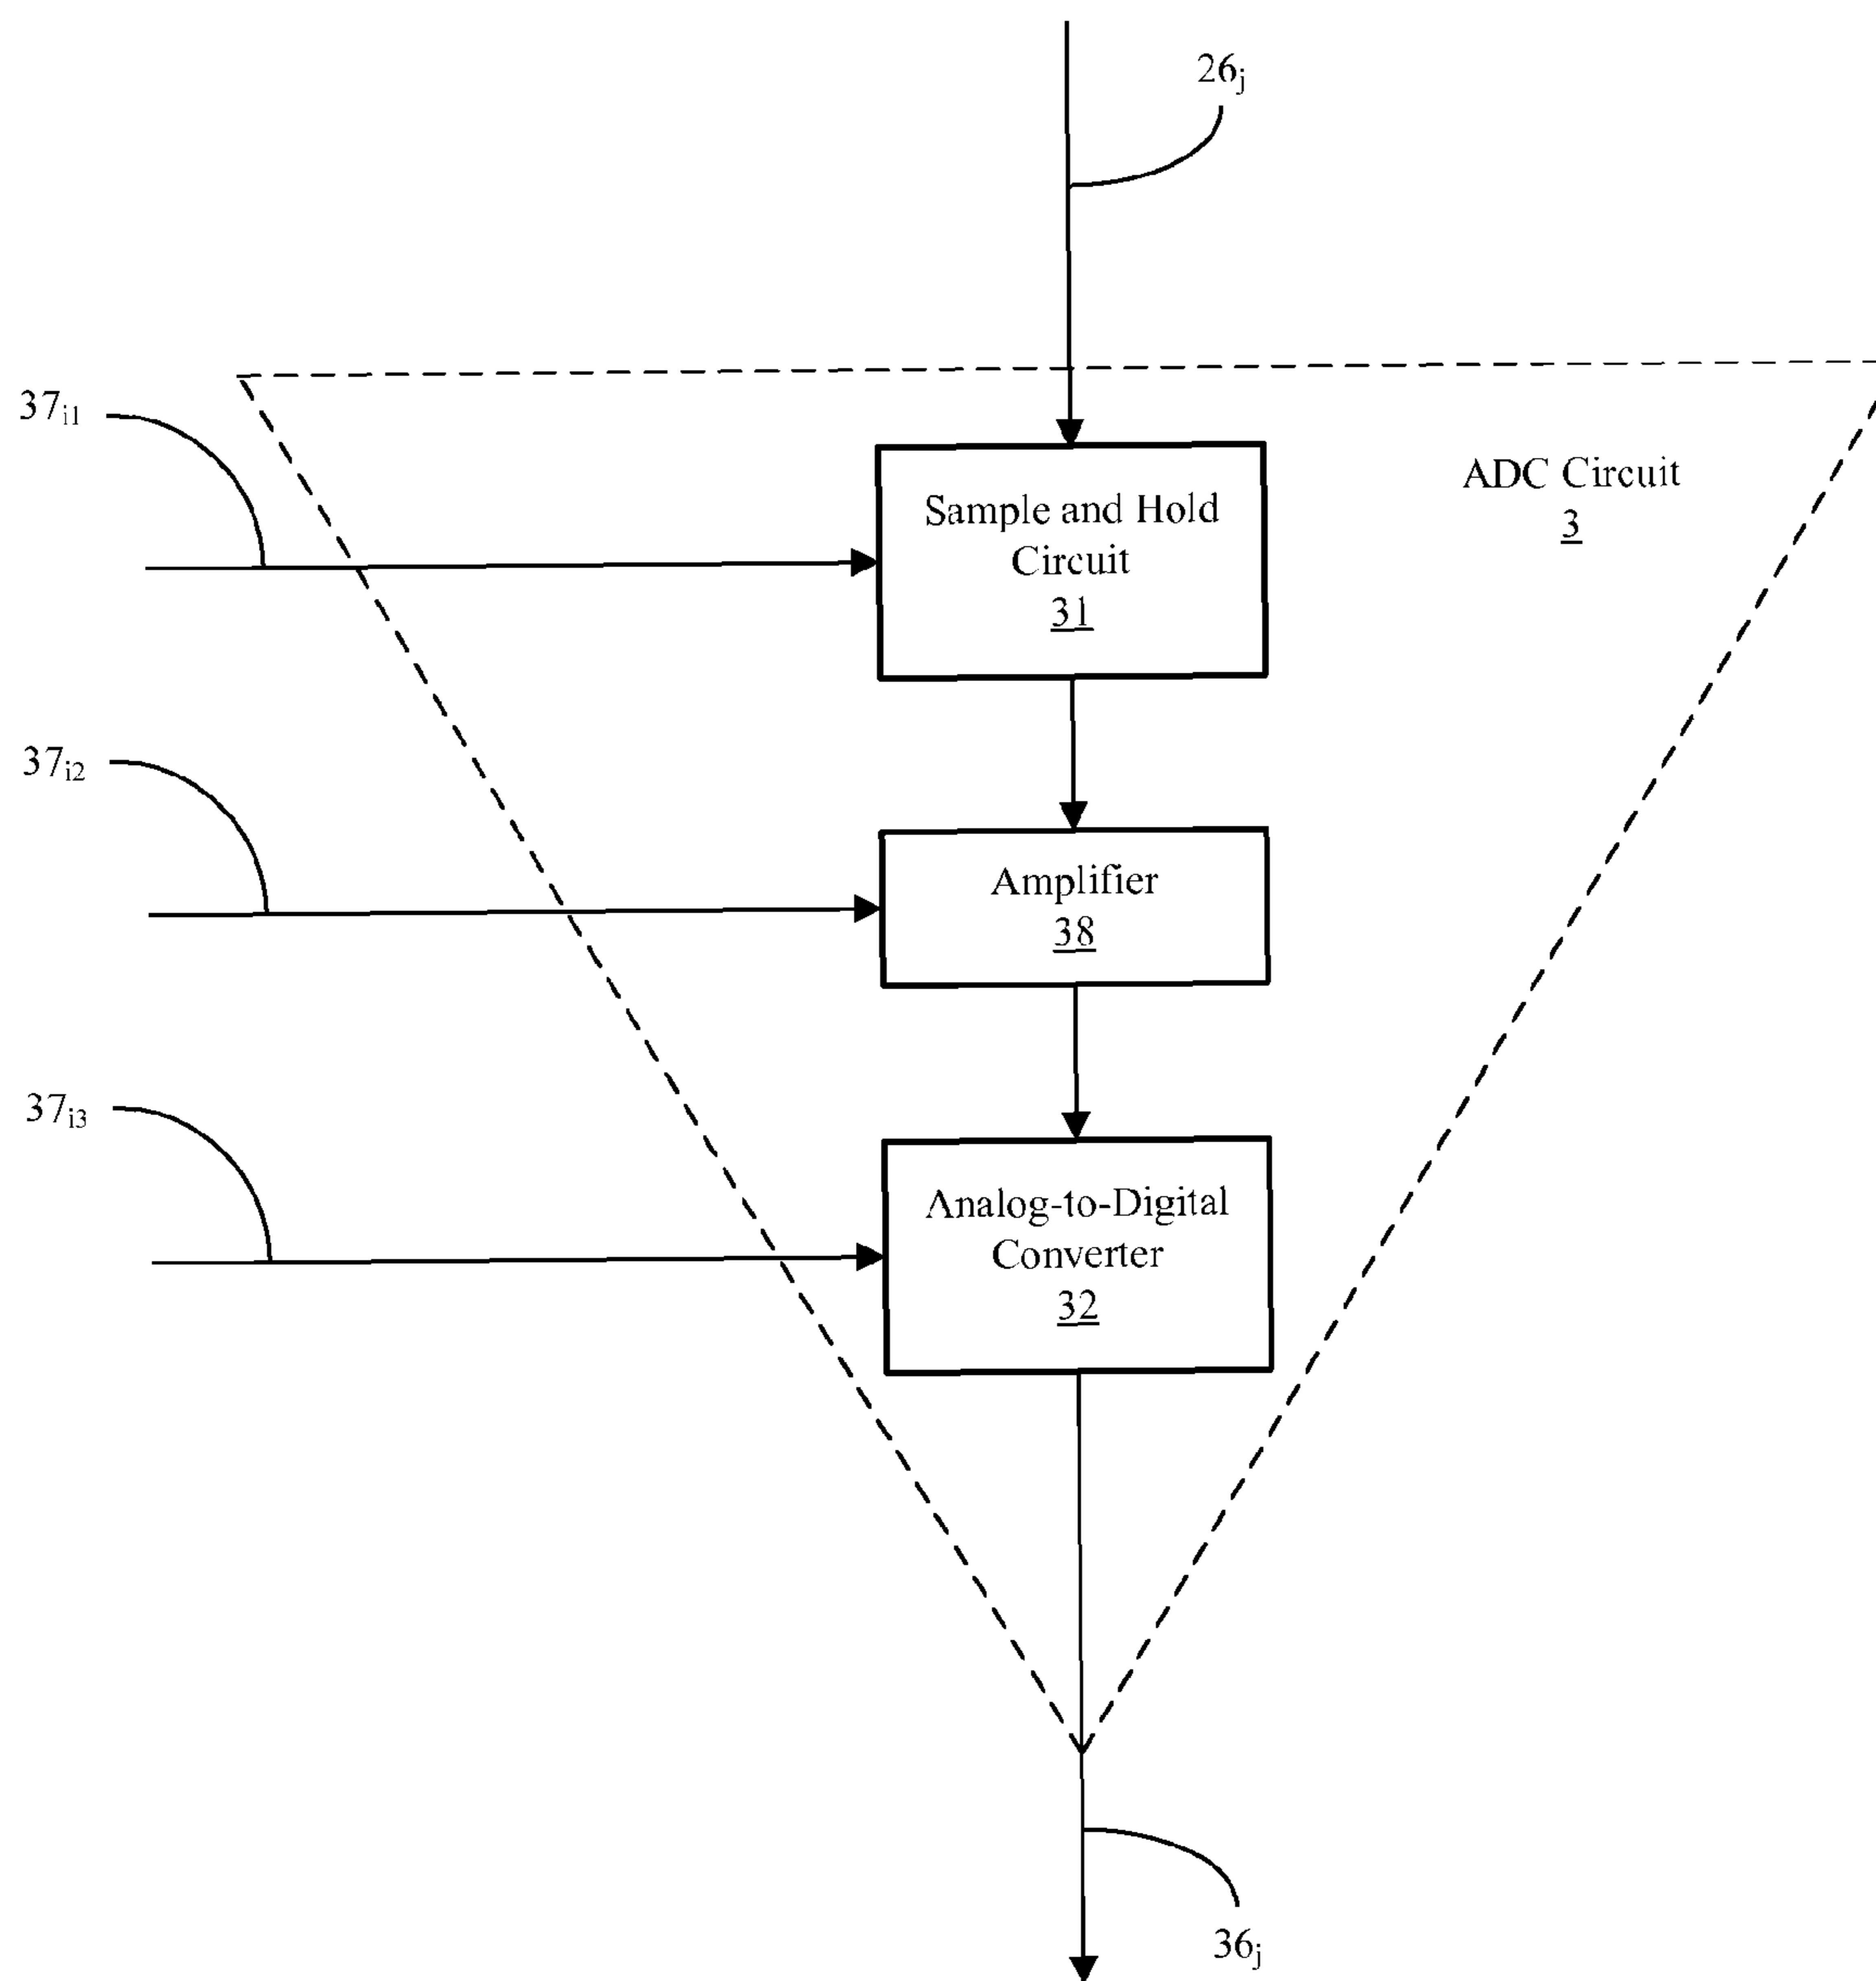 26j
37i1
ADC Circuit
3
Sample and Hold
Circuit
31
37i2
Amplifier
38
37i3
Analog-to-Digital
Converter
32
36j